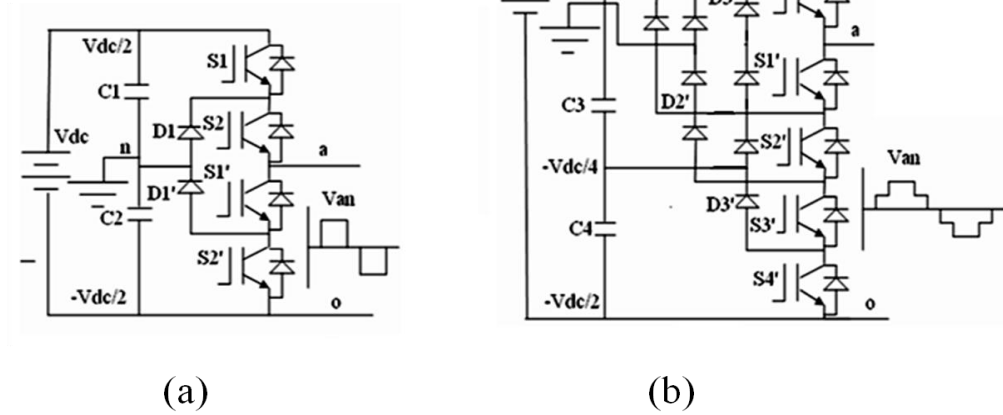 Vdc/2
S1
C1
Vdc
D1
S2
n
a
S1'
D1'
Van
C2
S2'
-Vdc/2
o
(a)
a
S1'
C3
D2'
S2'
-Vdc/4
Van
D3'
C4
S3'
S4'
-Vdc/2
o
(b)